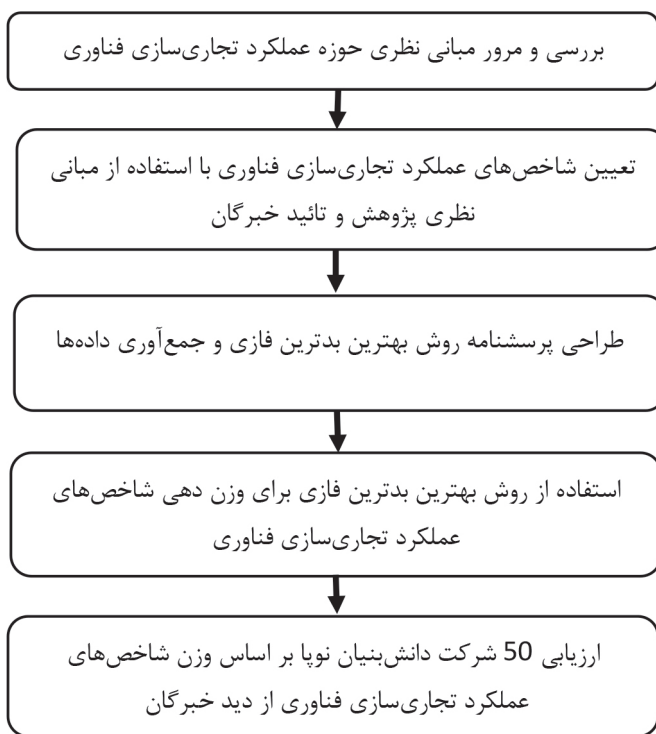 بررسی و مرور مبانی نظری حوزه عملکرد تجاری‌سازی فناوری
تعیین شاخص‌های عملکرد تجاری‌سازی فناوری با استفاده از مبانی
نظری پژوهش و تائید خبرگان
طراحی پرسشنامه روش بهترین بدترین فازی و جمع‌آوری داده‌ها
استفاده از روش بهترین بدترین فازی برای وزن دهی شاخص‌های
عملکرد تجاری‌سازی فناوری
ارزیابی 50 شرکت دانش‌بنیان نوپا بر اساس وزن شاخص‌های
عملکرد تجاری‌سازی فناوری از دید خبرگان